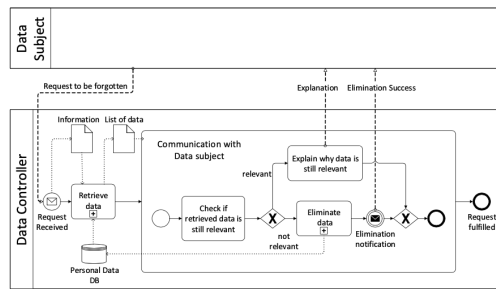 Data
Subject
Request to be forgotten
Explanation
Elimination Success
Data Controller
Information
List of data
Communication with
Data subject
Explain why data is
still relevant
relevant
Retrieve
data
Request
Received
Check if
retrieved data is
still relevant
not
relevant
Eliminate
data
Elimination
notification
Request
fulfilled
Personal Data
DB